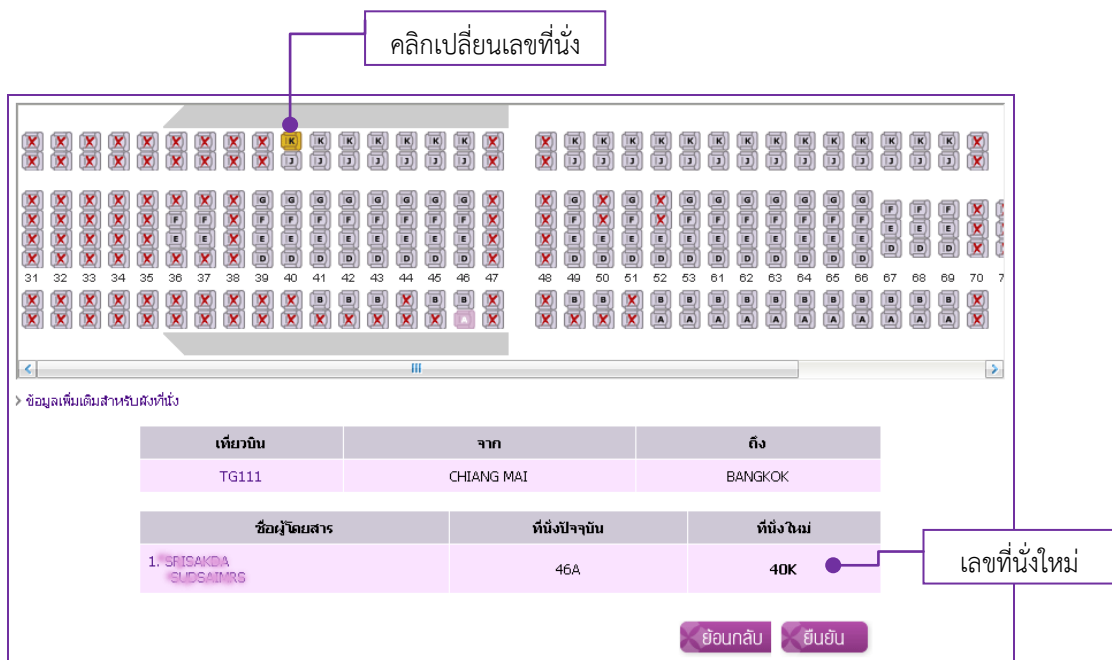 คลิกเปลี่ยนเลขที่นั่ง
X X X X X X X X X K K K K K K K X X K K K K K K K K K K K K K K X
X X X X X X X X X J J J J J J J X X J J J J J J J J J J J J J J X
X X X X X X X X G G G G G G G G X X G X G X G G G G G G G
X X X X X F F X F F F F F F F F X X F X F X F F F F F F F F F F X
X X X X X E E X E E E E E E E E X X E E E E E E E E E E E E E E X
X X X X X X X X D D D D D D D D X X D D D D D D D D D D D D D D X
31 32 33 34 35 36 37 38 39 40 41 42 43 44 45 46 47 48 49 50 51 52 53 61 62 63 64 65 66 67 68 69 70 7
X X X X X X X X X X B B B X B B X X B B X B B B B B B B B B B B X
X X X X X X X X X X X X X X X A X X X X X A A A A A A A A A A A X
ข้อมูลเพิ่มเติมสำหรับผังที่นั่ง
เที่ยวบิน จาก ถึง
TG111 CHIANG MAI BANGKOK
ชื่อผู้โดยสาร ที่นั่งปัจจุบัน ที่นั่งใหม่
1. SRISAKDA 46A 40K
เลขที่นั่งใหม่
ย้อนกลับ ยืนยัน